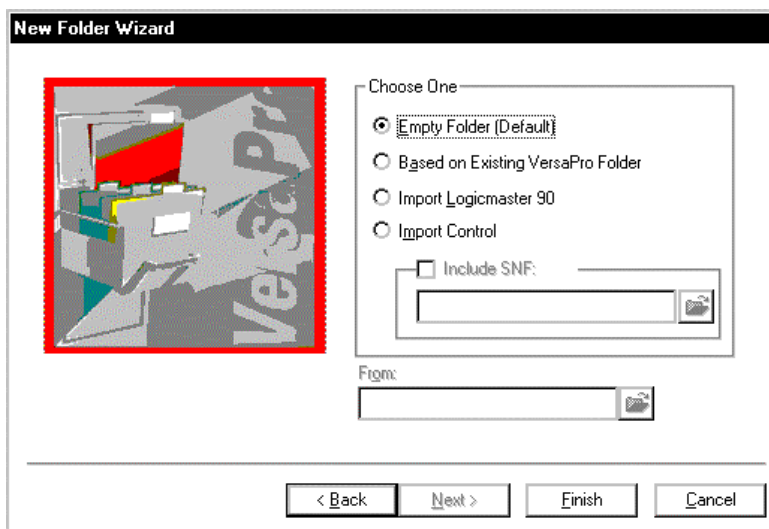 New Folder Wizard
VersaPro
Choose One
Empty Folder (Default)
Based on Existing VersaPro Folder
Import Logicmaster 90
Import Control
Include SNF:
From:
< Back
Next >
Finish
Cancel